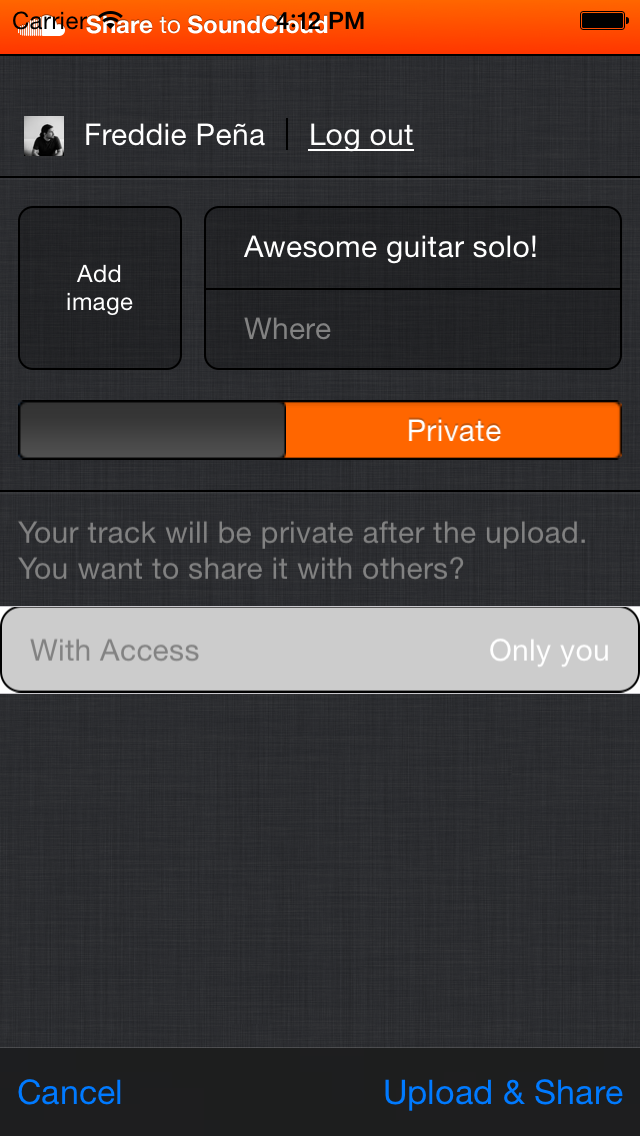 Carrier 4:12 PM
Share to SoundCloud
Freddie Peña Log out
Add
image
Awesome guitar solo!
Where
Private
Your track will be private after the upload.
You want to share it with others?
With Access Only you
Cancel Upload & Share